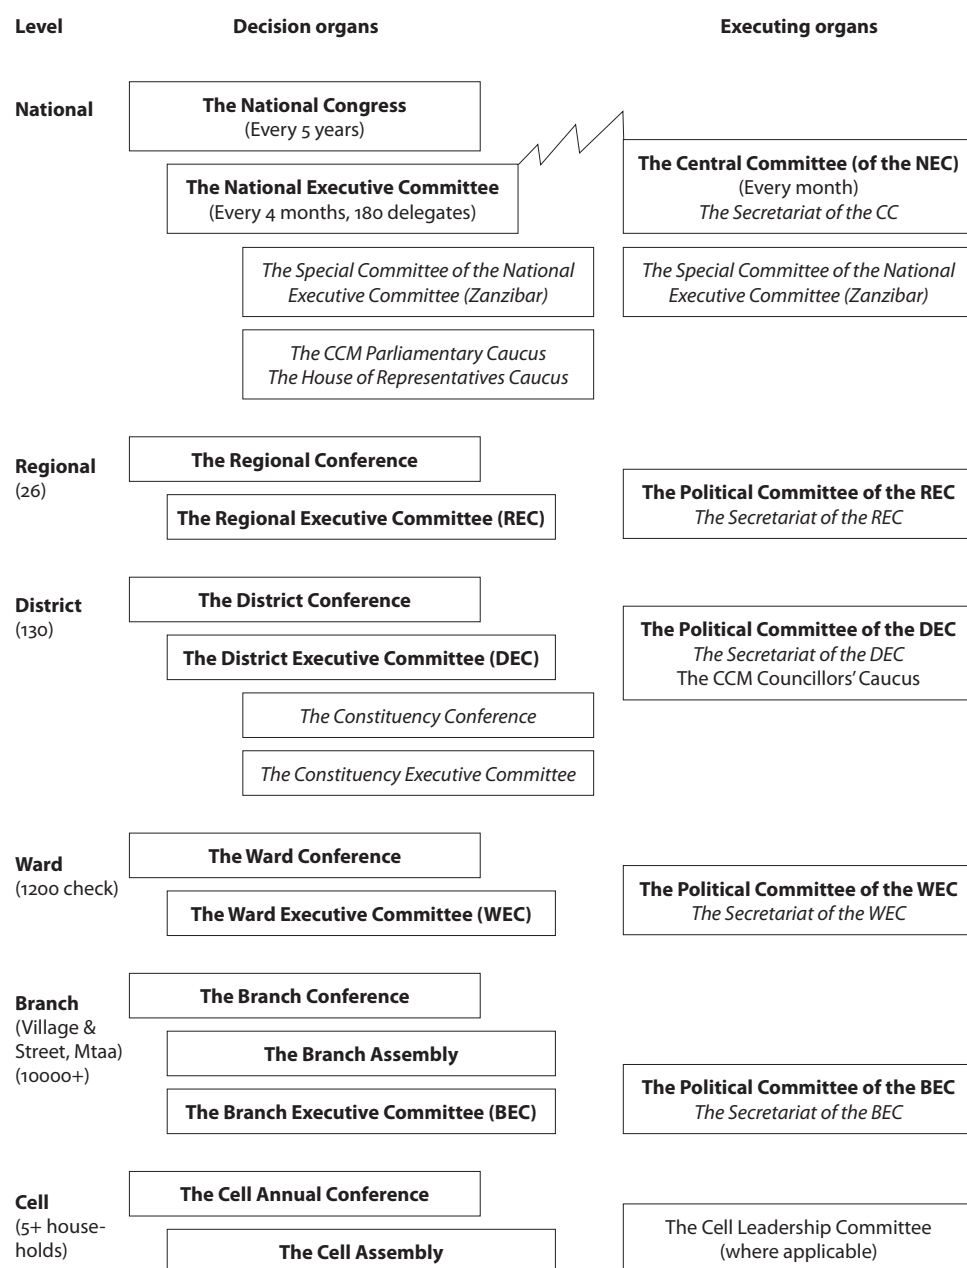 Level Decision organs Executing organs
National
The National Congress
(Every 5 years)
The National Executive Committee
(Every 4 months, 180 delegates)
The Central Committee (of the NEC)
(Every month)
The Secretariat of the CC
The Special Committee of the National
Executive Committee (Zanzibar)
The Special Committee of the National
Executive Committee (Zanzibar)
The CCM Parliamentary Caucus
The House of Representatives Caucus
Regional
(26)
The Regional Conference
The Regional Executive Committee (REC)
The Political Committee of the REC
The Secretariat of the REC
District
(130)
The District Conference
The District Executive Committee (DEC)
The Political Committee of the DEC
The Secretariat of the DEC
The CCM Councillors’ Caucus
The Constituency Conference
The Constituency Executive Committee
Ward
(1200 check)
The Ward Conference
The Ward Executive Committee (WEC)
The Political Committee of the WEC
The Secretariat of the WEC
Branch
(Village &
Street, Mtaa)
(10000+)
The Branch Conference
The Branch Assembly
The Branch Executive Committee (BEC)
The Political Committee of the BEC
The Secretariat of the BEC
Cell
(5+ house-
holds)
The Cell Annual Conference
The Cell Assembly
The Cell Leadership Committee
(where applicable)